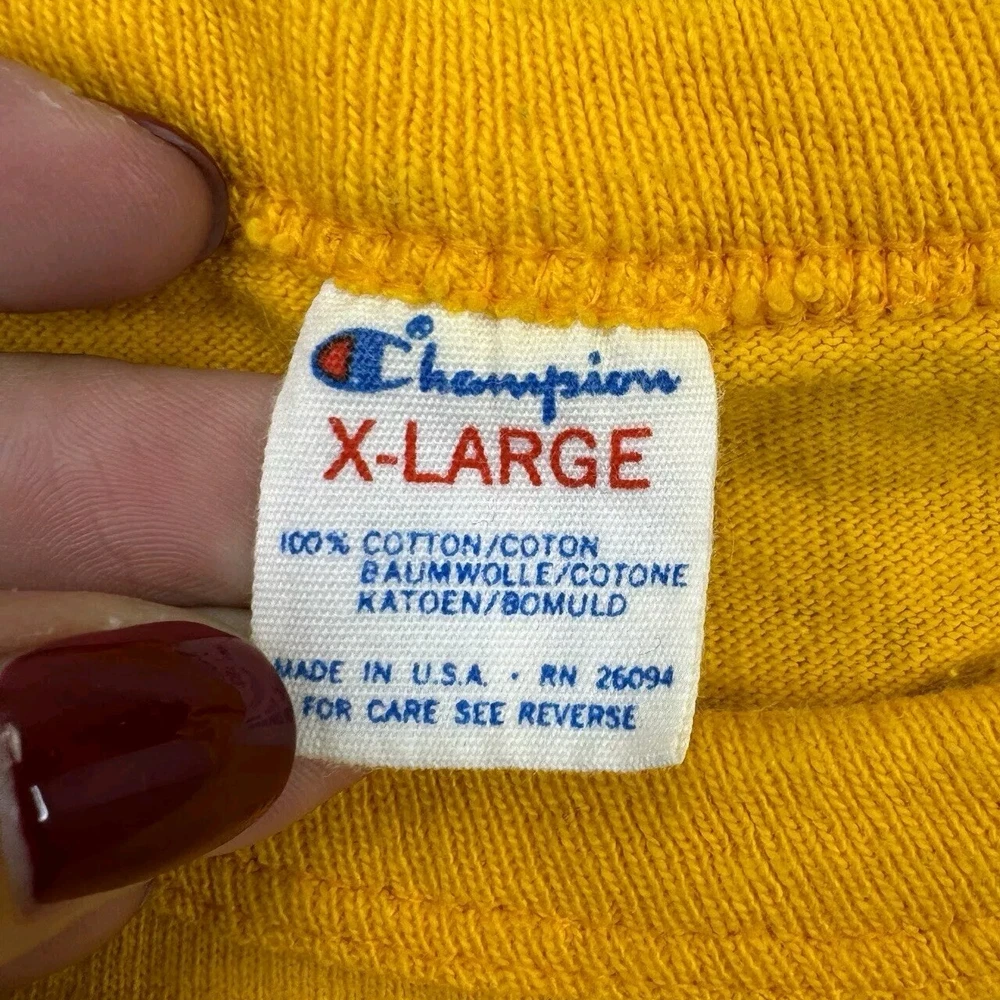 Champion
X-LARGE
100% COTTON/COTON
BAUMWOLLE/COTONE
KATOEN/BOMULD
MADE IN U.S.A. · RN 26094
FOR CARE SEE REVERSE